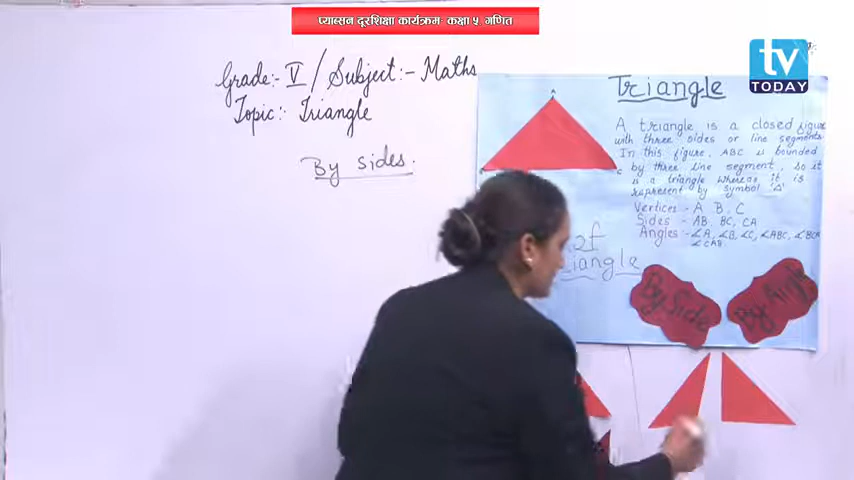 प्याब्सन दूरशिक्षा कार्यक्रमः कक्षा ५ गणित
tv
TODAY
Grade:- V / Subject:- Maths
Topic:- Triangle
By sides.
Triangle
A triangle is a closed figure
with three sides or line segments.
In this figure, ABC is bounded
by three line segment, so it
is a triangle whereas it is
represent by symbol 'Δ'
Vertices - A, B, C
Sides - AB, BC, CA
Angles - ∠A, ∠B, ∠C, ∠ABC, ∠BCA
∠CAB.
A
C
of
By Side
By Angle